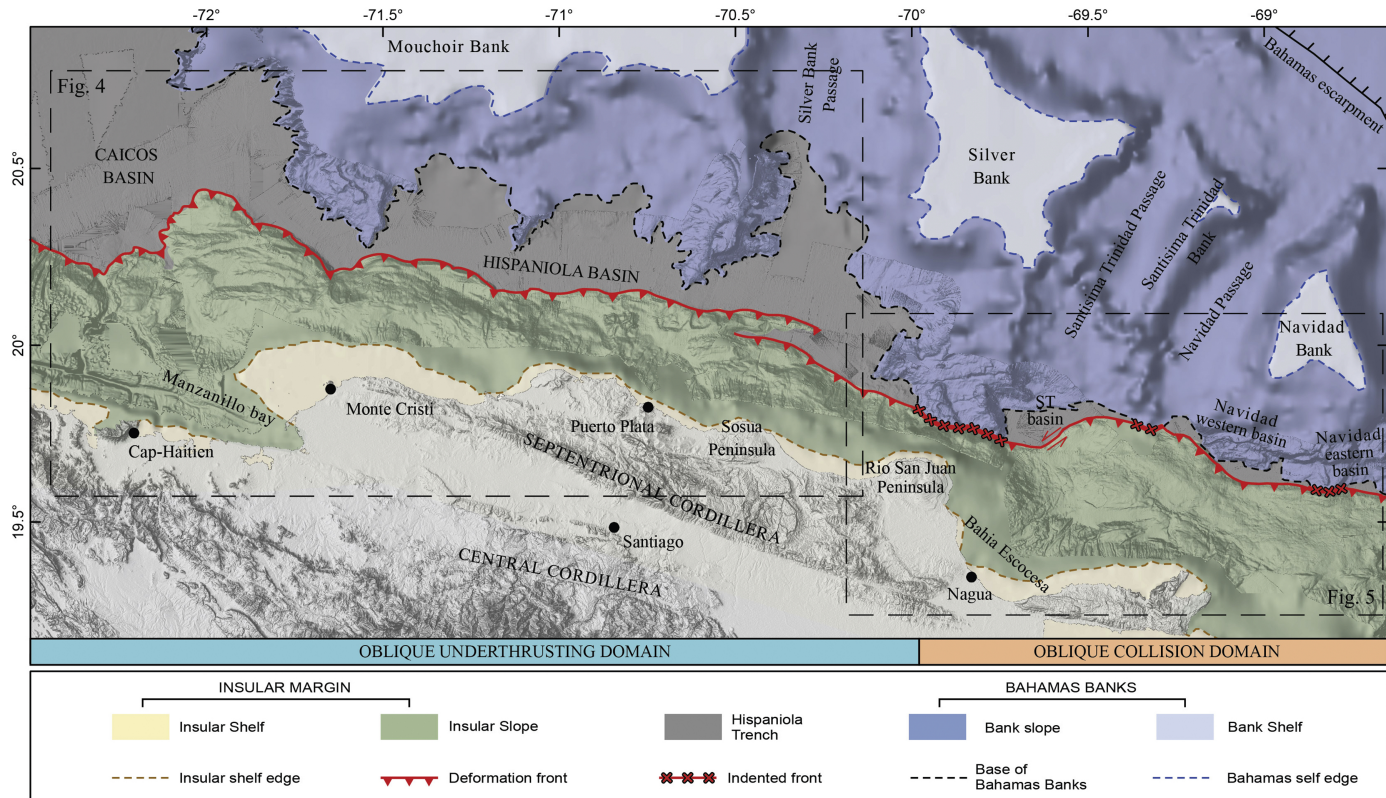 -72°
-71.5°
-71°
-70.5°
-70°
-69.5°
-69°
20.5°
20°
19.5°
Fig. 4
Mouchoir Bank
Silver Bank
Passage
Bahamas escarpment
CAICOS
BASIN
Silver
Bank
Santisima Trinidad Passage
Santisima Trinidad
Bank
Navidad Passage
HISPANIOLA BASIN
Navidad
Bank
Manzanillo bay
Monte Cristi
Cap-Haitien
Puerto Plata
Sosua
Peninsula
SEPTENTRIONAL CORDILLERA
Rio San Juan
Peninsula
ST
basin
Navidad
western basin
Navidad
eastern
basin
Santiago
CENTRAL CORDILLERA
Bahia Escocesa
Nagua
Fig. 5
OBLIQUE UNDERTHRUSTING DOMAIN
OBLIQUE COLLISION DOMAIN
INSULAR MARGIN
BAHAMAS BANKS
Insular Shelf
Insular Slope
Hispaniola
Trench
Bank slope
Bank Shelf
Insular shelf edge
Deformation front
Indented front
Base of
Bahamas Banks
Bahamas self edge